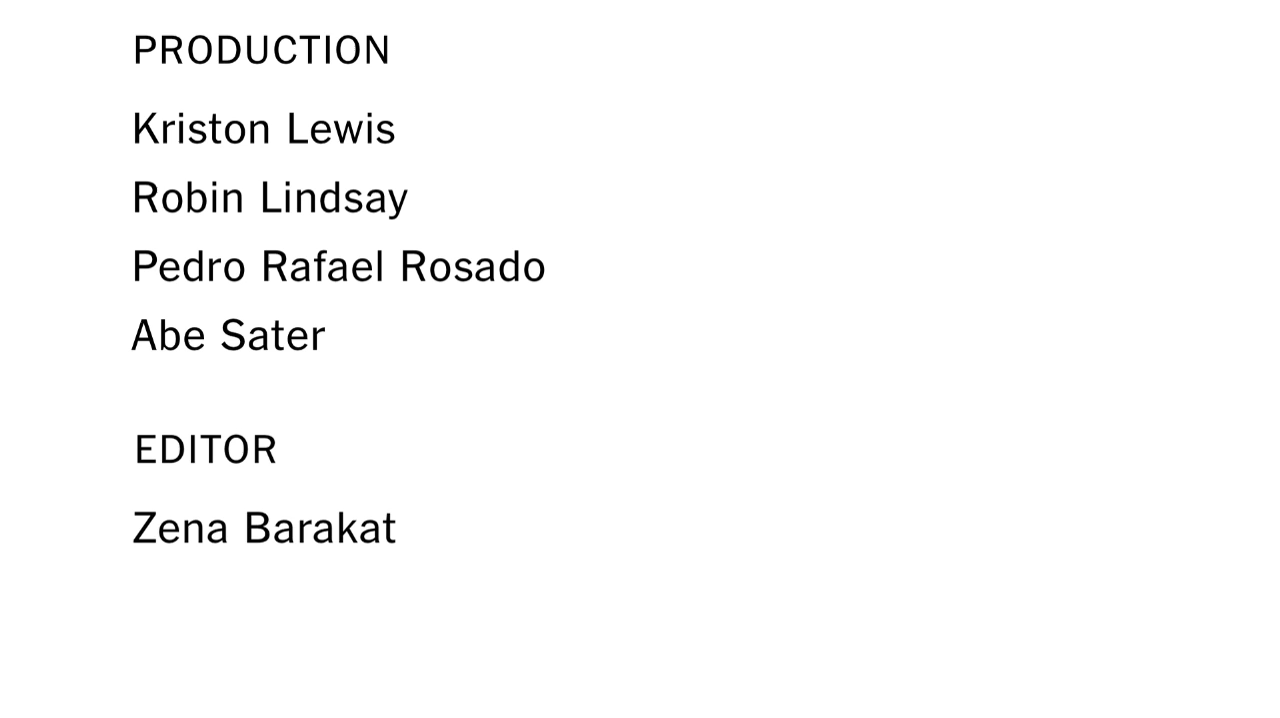 PRODUCTION
Kriston Lewis
Robin Lindsay
Pedro Rafael Rosado
Abe Sater
EDITOR
Zena Barakat